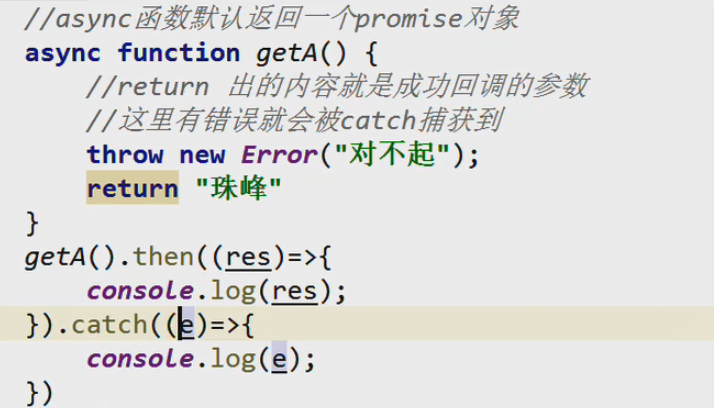 //async函数默认返回一个promise对象
async function getA() {
    //return 出的内容就是成功回调的参数
    //这里有错误就会被catch捕获到
    throw new Error("对不起");
    return "珠峰"
}
getA().then((res)=>{
    console.log(res);
}).catch((e)=>{
    console.log(e);
})